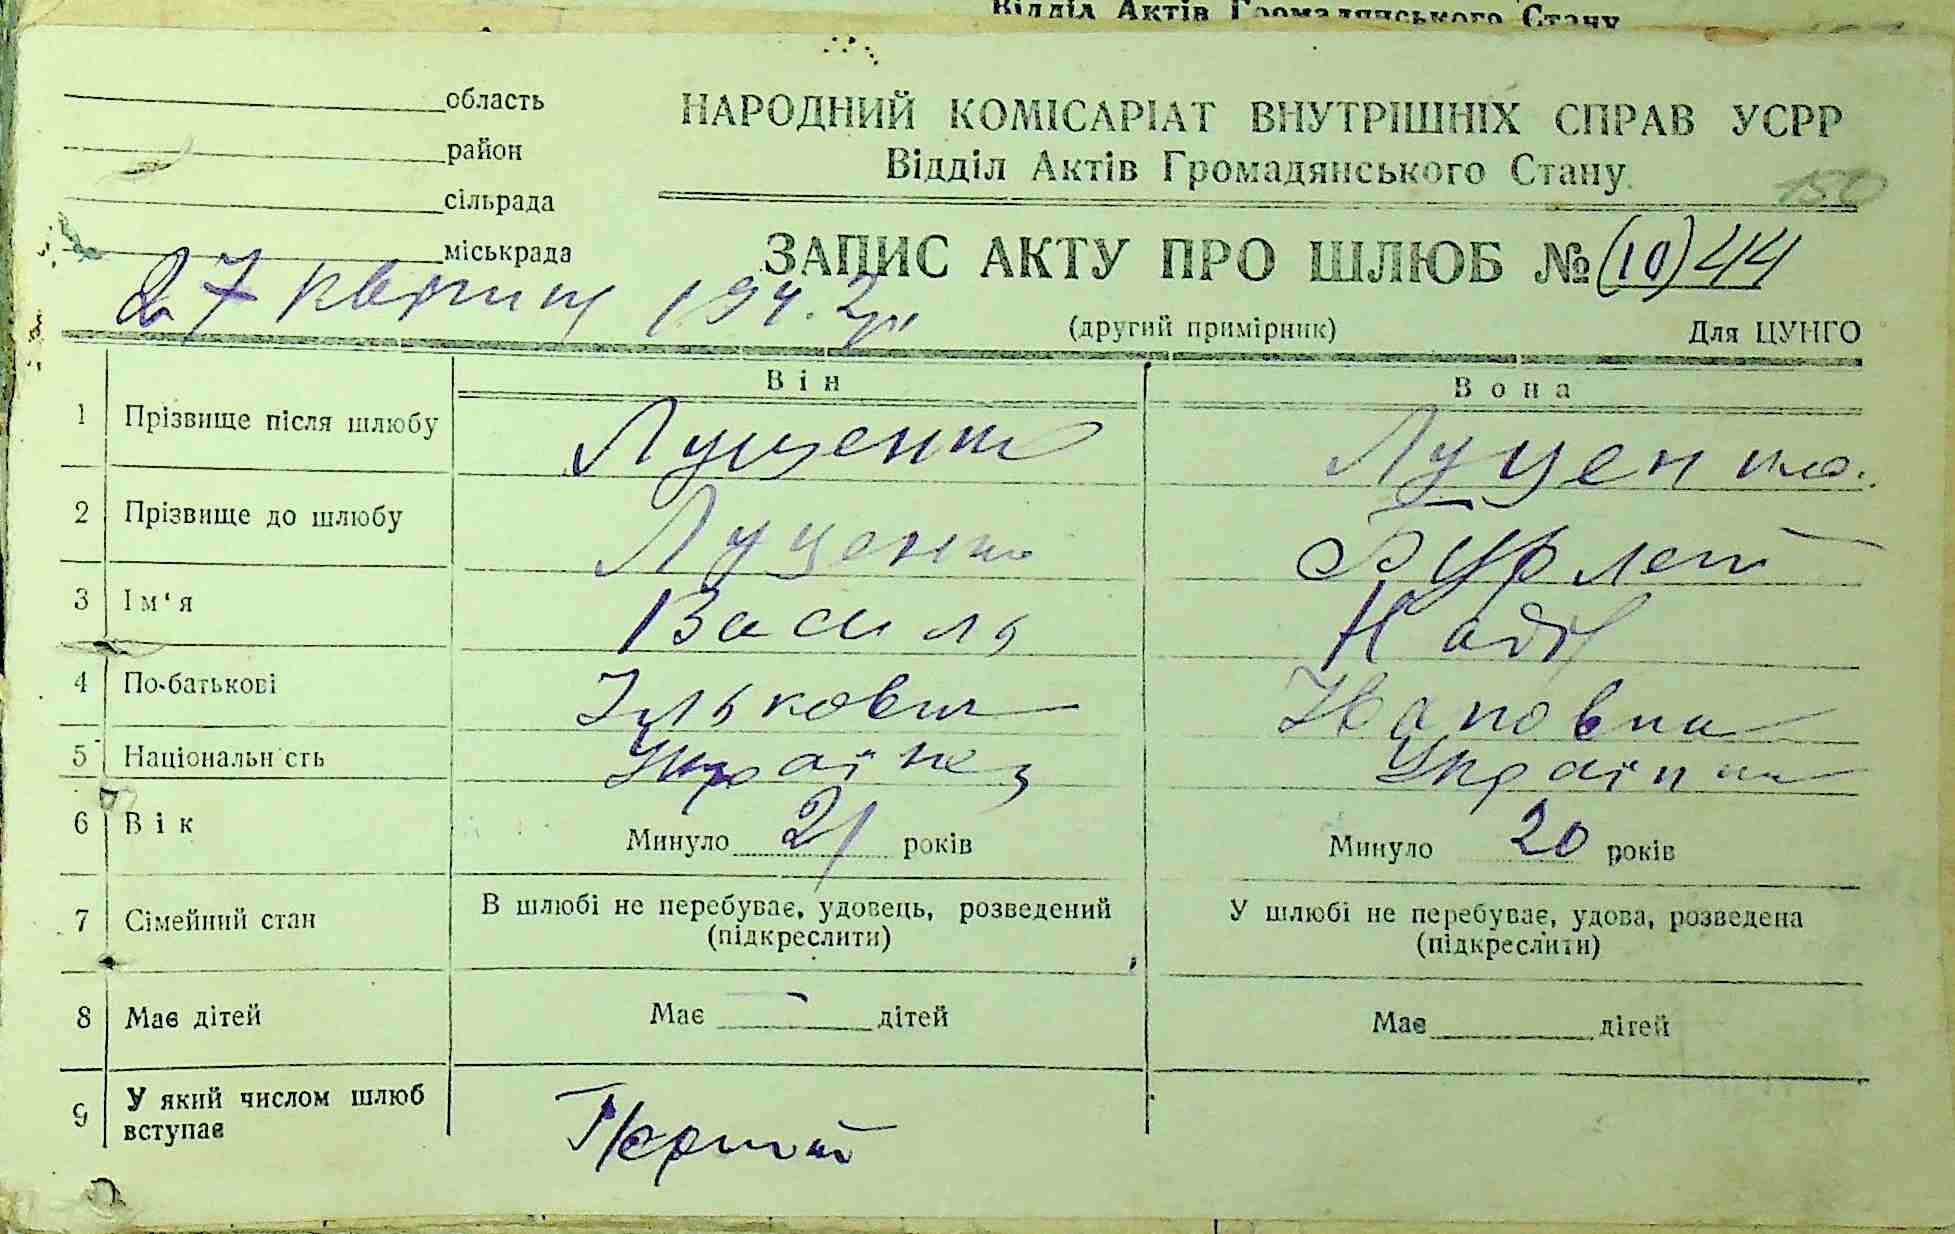 Відділ Актів Громадянського Стану
область
район
сільрада
міськрада
НАРОДНИЙ КОМІСАРІАТ ВНУТРІШНІХ СПРАВ УСРР
Відділ Актів Громадянського Стану
150
ЗАПИС АКТУ ПРО ШЛЮБ № (10) 44
27 квітня 1942 р.
(другий примірник) Для ЦУНГО
Він Вона
1 Прізвище після шлюбу Луценко Луценко
2 Прізвище до шлюбу Луценко Бурлей
3 Ім‘я Василь Надія
4 По-батькові Ількович Івановна
5 Національність Українець Українка
6 Вік Минуло 21 років Минуло 20 років
7 Сімейний стан В шлюбі не перебуває, удовець, розведений У шлюбі не перебуває, удова, розведена
(підкреслити) (підкреслити)
8 Має дітей Має — дітей Має дітей
9 У який числом шлюб
вступає Перший